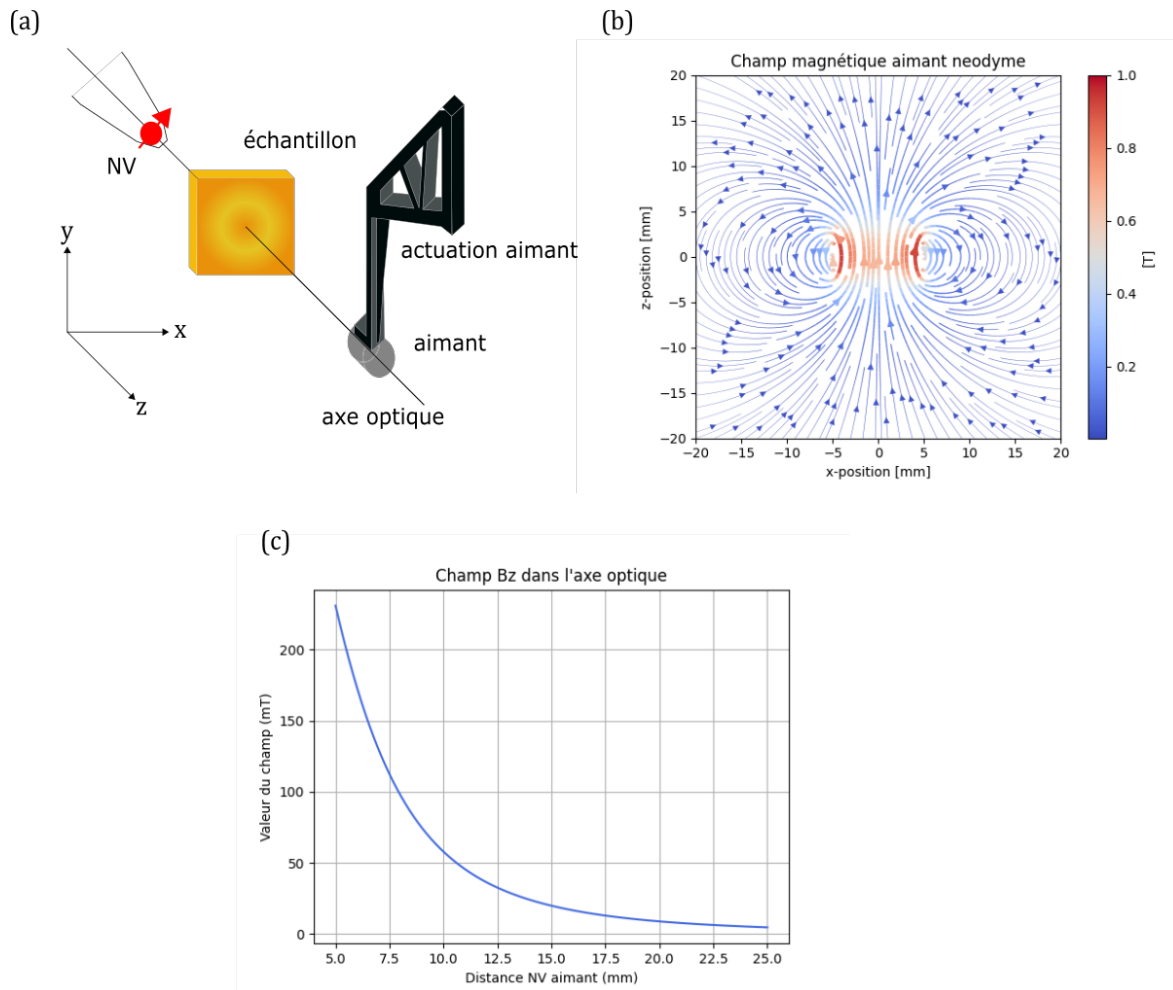 (a)
NV
échantillon
actuation aimant
aimant
axe optique
y
x
z
(b)
Champ magnétique aimant neodyme
z-position [mm]
20
15
10
5
0
−5
−10
−15
−20
−20 −15 −10 −5 0 5 10 15 20
x-position [mm]
1.0
0.8
0.6
0.4
0.2
[T]
(c)
Champ Bz dans l'axe optique
Valeur du champ (mT)
200
150
100
50
0
5.0 7.5 10.0 12.5 15.0 17.5 20.0 22.5 25.0
Distance NV aimant (mm)